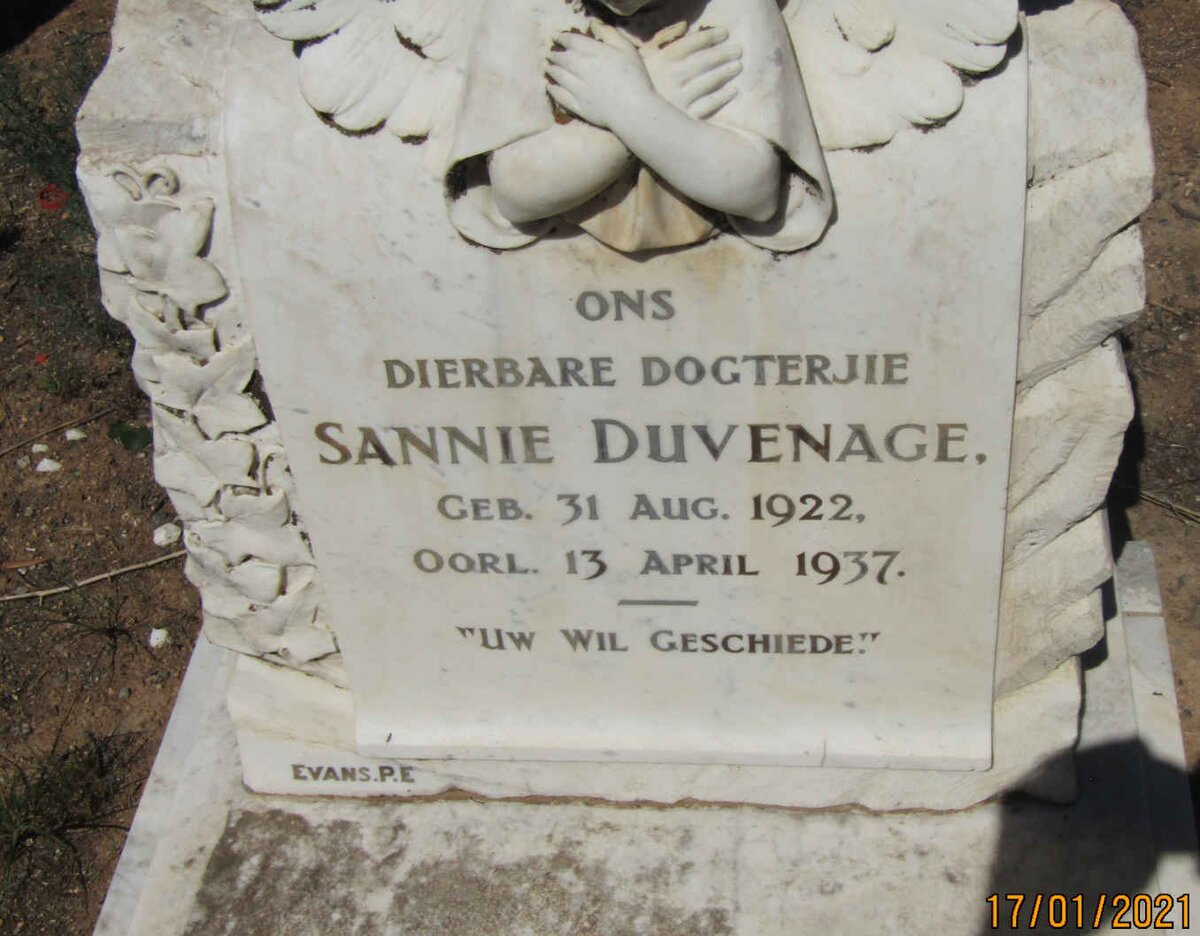 ONS
DIERBARE DOGTERJIE
SANNIE DUVENAGE,
GEB. 31 AUG. 1922,
OORL. 13 APRIL 1937.
"UW WIL GESCHIEDE."
EVANS.P.E
17/01/2021